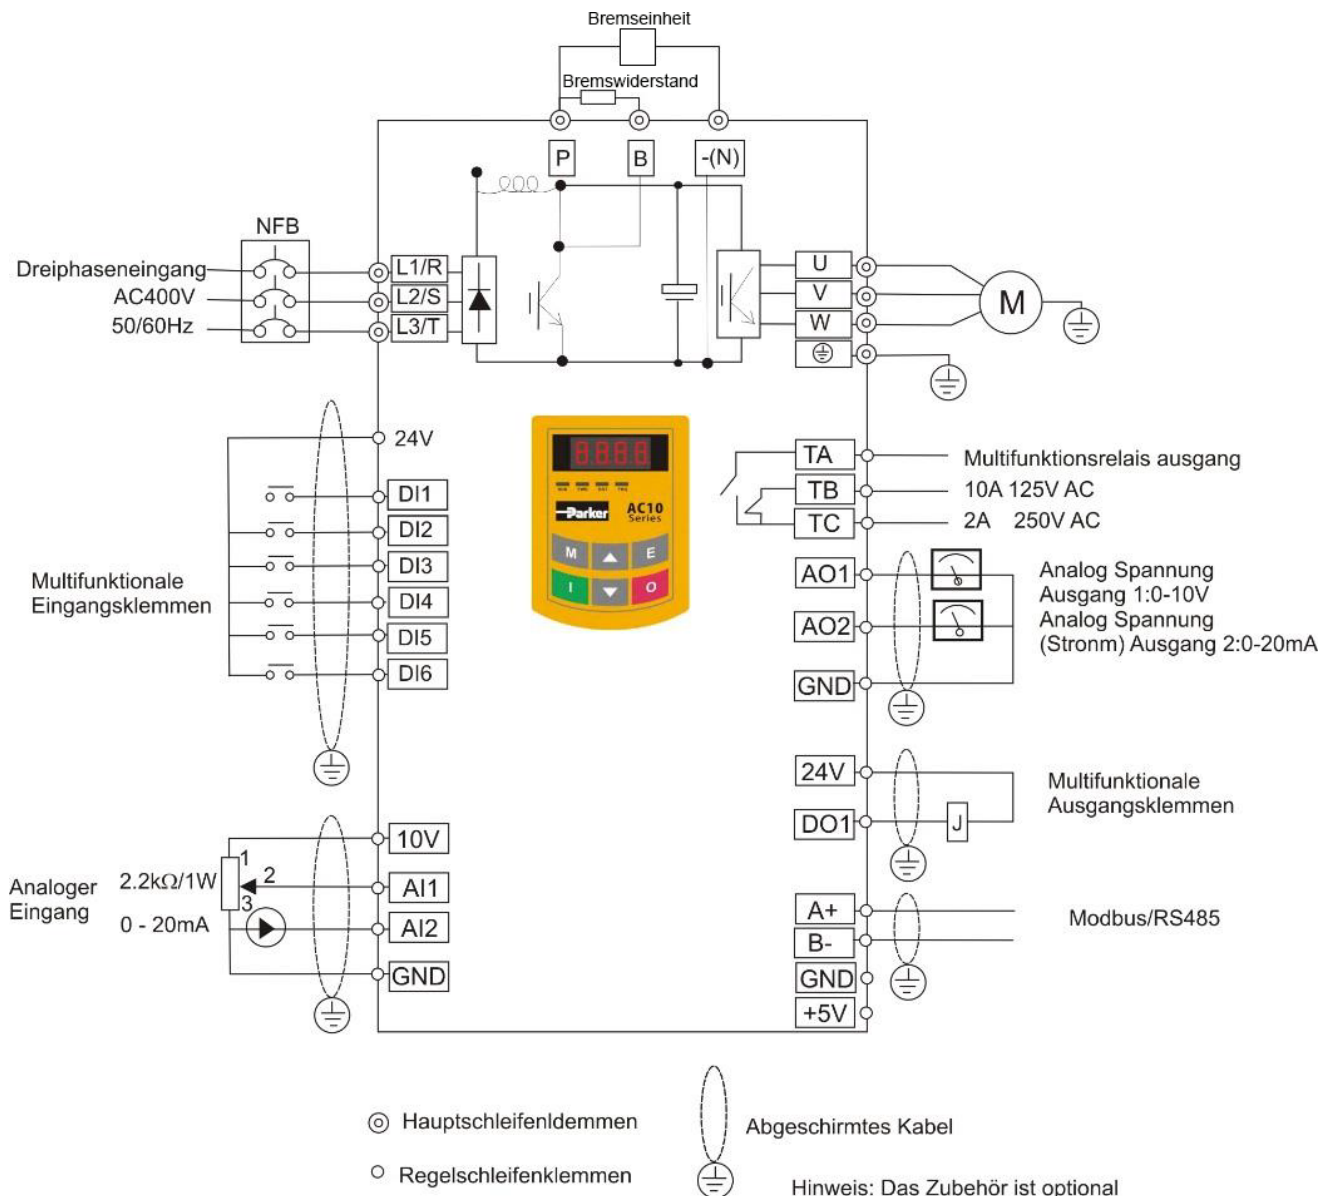 Bremseinheit
Bremswiderstand
P
B
-(N)
NFB
Dreiphaseneingang
AC400V
50/60Hz
L1/R
L2/S
L3/T
U
V
W
M
24V
DI1
DI2
DI3
DI4
DI5
DI6
Multifunktionale
Eingangsklemmen
8.8.8.8
Parker
AC10
Series
M
E
I
O
TA
TB
TC
Multifunktionsrelais ausgang
10A 125V AC
2A 250V AC
AO1
AO2
GND
Analog Spannung
Ausgang 1:0-10V
Analog Spannung
(Stronm) Ausgang 2:0-20mA
24V
DO1
J
Multifunktionale
Ausgangsklemmen
10V
AI1
AI2
GND
1
2
3
2.2kΩ/1W
0 - 20mA
Analoger
Eingang
A+
B-
GND
+5V
Modbus/RS485
Hauptschleifenldemmen
Regelschleifenklemmen
Abgeschirmtes Kabel
Hinweis: Das Zubehör ist optional